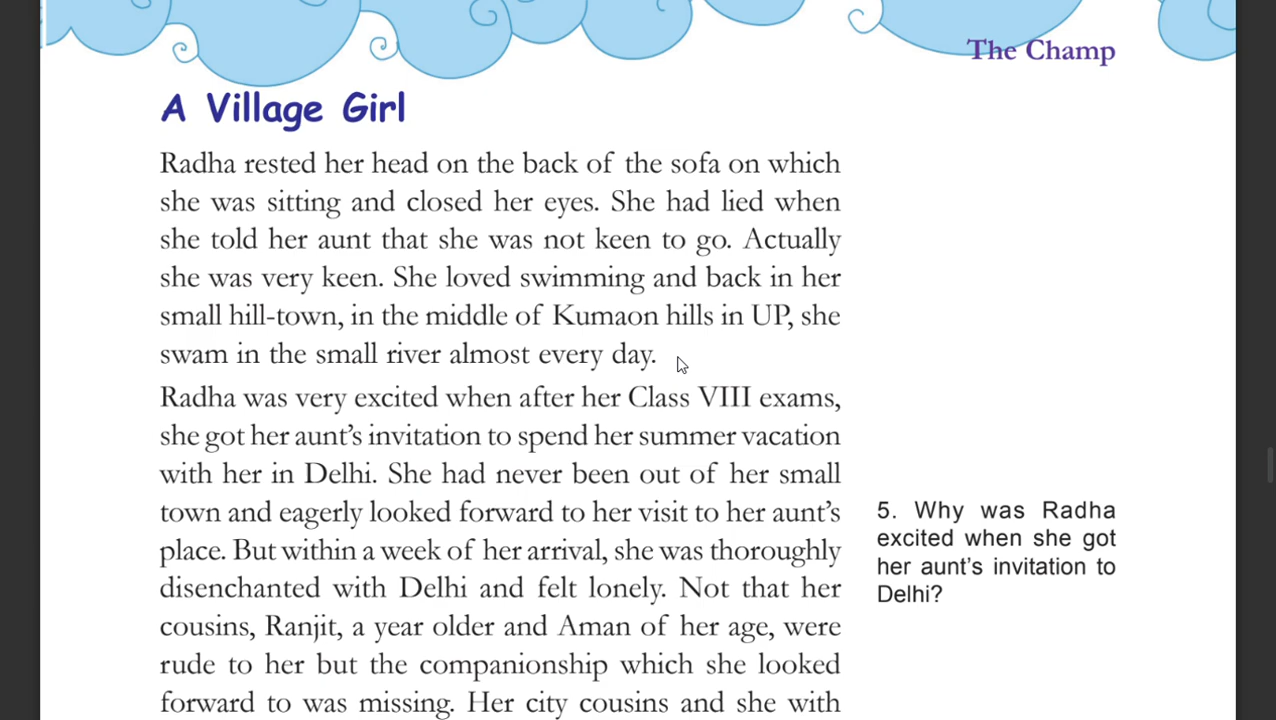 The Champ
A Village Girl
Radha rested her head on the back of the sofa on which
she was sitting and closed her eyes. She had lied when
she told her aunt that she was not keen to go. Actually
she was very keen. She loved swimming and back in her
small hill-town, in the middle of Kumaon hills in UP, she
swam in the small river almost every day.
Radha was very excited when after her Class VIII exams,
she got her aunt’s invitation to spend her summer vacation
with her in Delhi. She had never been out of her small
town and eagerly looked forward to her visit to her aunt’s
place. But within a week of her arrival, she was thoroughly
disenchanted with Delhi and felt lonely. Not that her
cousins, Ranjit, a year older and Aman of her age, were
rude to her but the companionship which she looked
forward to was missing. Her city cousins and she with
5. Why was Radha
excited when she got
her aunt’s invitation to
Delhi?